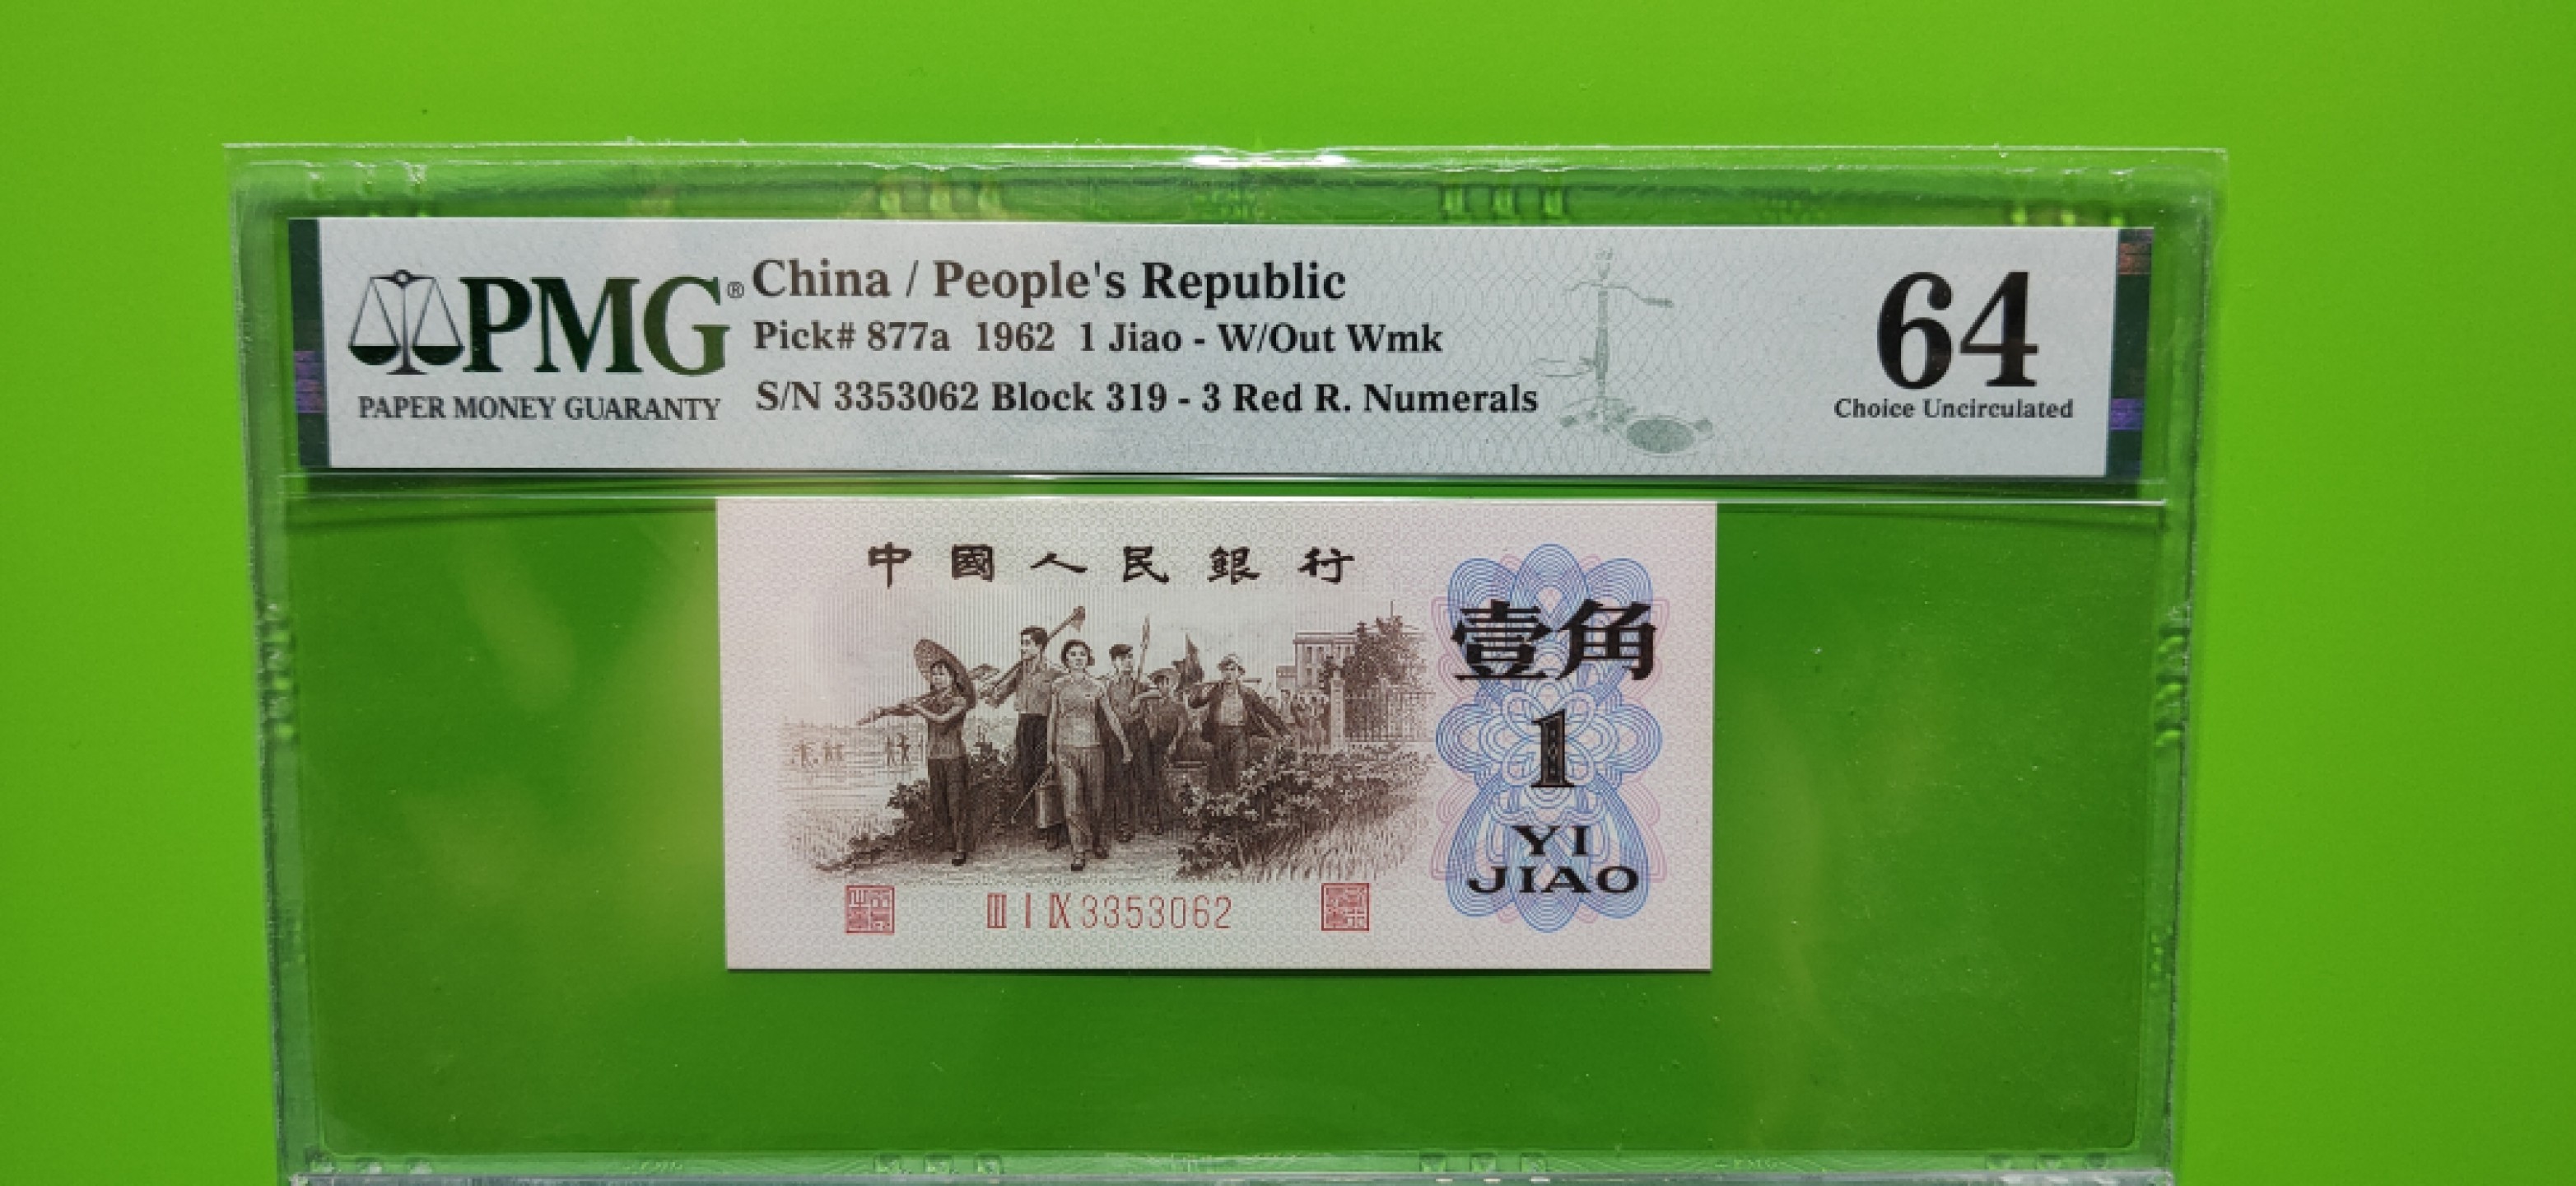 PMG®
PAPER MONEY GUARANTY
China / People's Republic
Pick# 877a 1962 1 Jiao - W/Out Wmk
S/N 3353062 Block 319 - 3 Red R. Numerals
64
Choice Uncirculated
中國人民銀行
壹角
1
YI
JIAO
III I IX 3353062